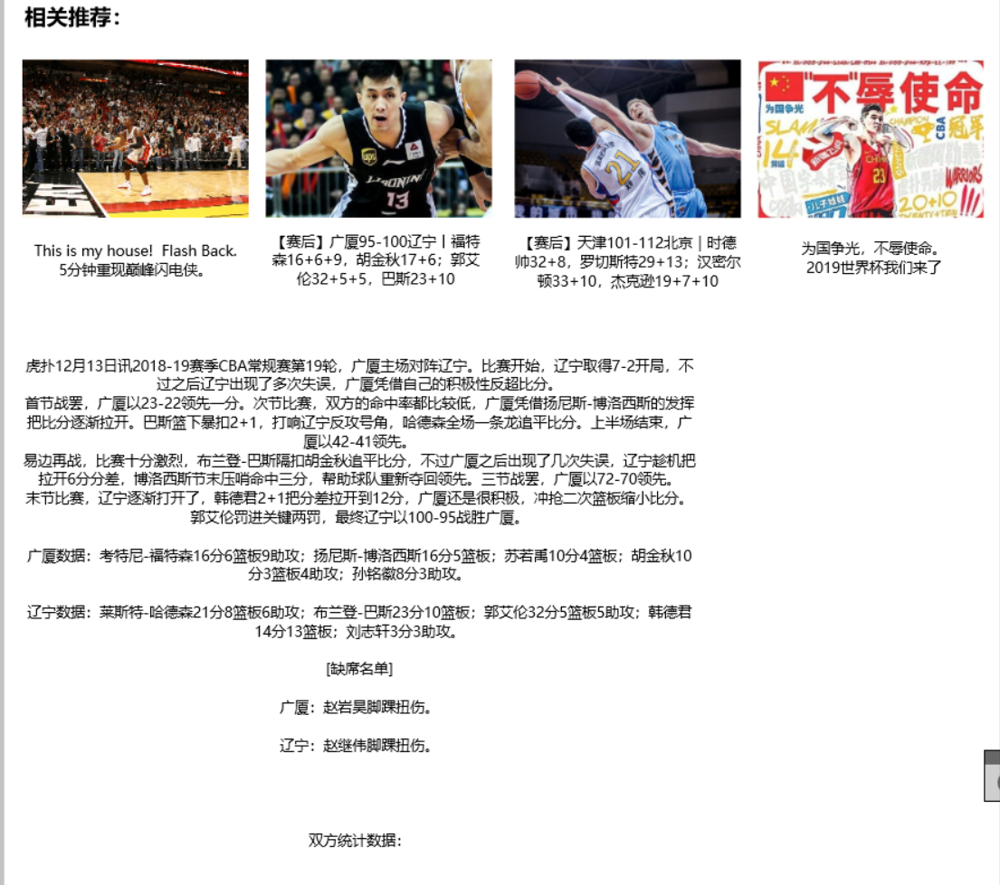 相关推荐：
ups
LIAONING
13
21
"不"辱使命
为国争光
SLAM
14
CHAMPION
CBA
冠军
CHINA
23
WARRIORS
20+10
TWENTY+TEN
This is my house!  Flash Back.
5分钟重现巅峰闪电侠。
【赛后】广厦95-100辽宁丨福特
森16+6+9，胡金秋17+6；郭艾
伦32+5+5，巴斯23+10
【赛后】天津101-112北京｜时德
帅32+8，罗切斯特29+13；汉密尔
顿33+10，杰克逊19+7+10
为国争光，不辱使命。
2019世界杯我们来了
虎扑12月13日讯2018-19赛季CBA常规赛第19轮，广厦主场对阵辽宁。比赛开始，辽宁取得7-2开局，不
过之后辽宁出现了多次失误，广厦凭借自己的积极性反超比分。
首节战罢，广厦以23-22领先一分。次节比赛，双方的命中率都比较低，广厦凭借扬尼斯-博洛西斯的发挥
把比分逐渐拉开。巴斯篮下暴扣2+1，打响辽宁反攻号角，哈德森全场一条龙追平比分。上半场结束，广
厦以42-41领先。
易边再战，比赛十分激烈，布兰登-巴斯隔扣胡金秋追平比分，不过广厦之后出现了几次失误，辽宁趁机把
拉开6分分差，博洛西斯节末压哨命中三分，帮助球队重新夺回领先。三节战罢，广厦以72-70领先。
末节比赛，辽宁逐渐打开了，韩德君2+1把分差拉开到12分，广厦还是很积极，冲抢二次篮板缩小比分。
郭艾伦罚进关键两罚，最终辽宁以100-95战胜广厦。
广厦数据：考特尼-福特森16分6篮板9助攻；扬尼斯-博洛西斯16分5篮板；苏若禹10分4篮板；胡金秋10
分3篮板4助攻；孙铭徽8分3助攻。
辽宁数据：莱斯特-哈德森21分8篮板6助攻；布兰登-巴斯23分10篮板；郭艾伦32分5篮板5助攻；韩德君
14分13篮板；刘志轩3分3助攻。
[缺席名单]
广厦：赵岩昊脚踝扭伤。
辽宁：赵继伟脚踝扭伤。
双方统计数据：